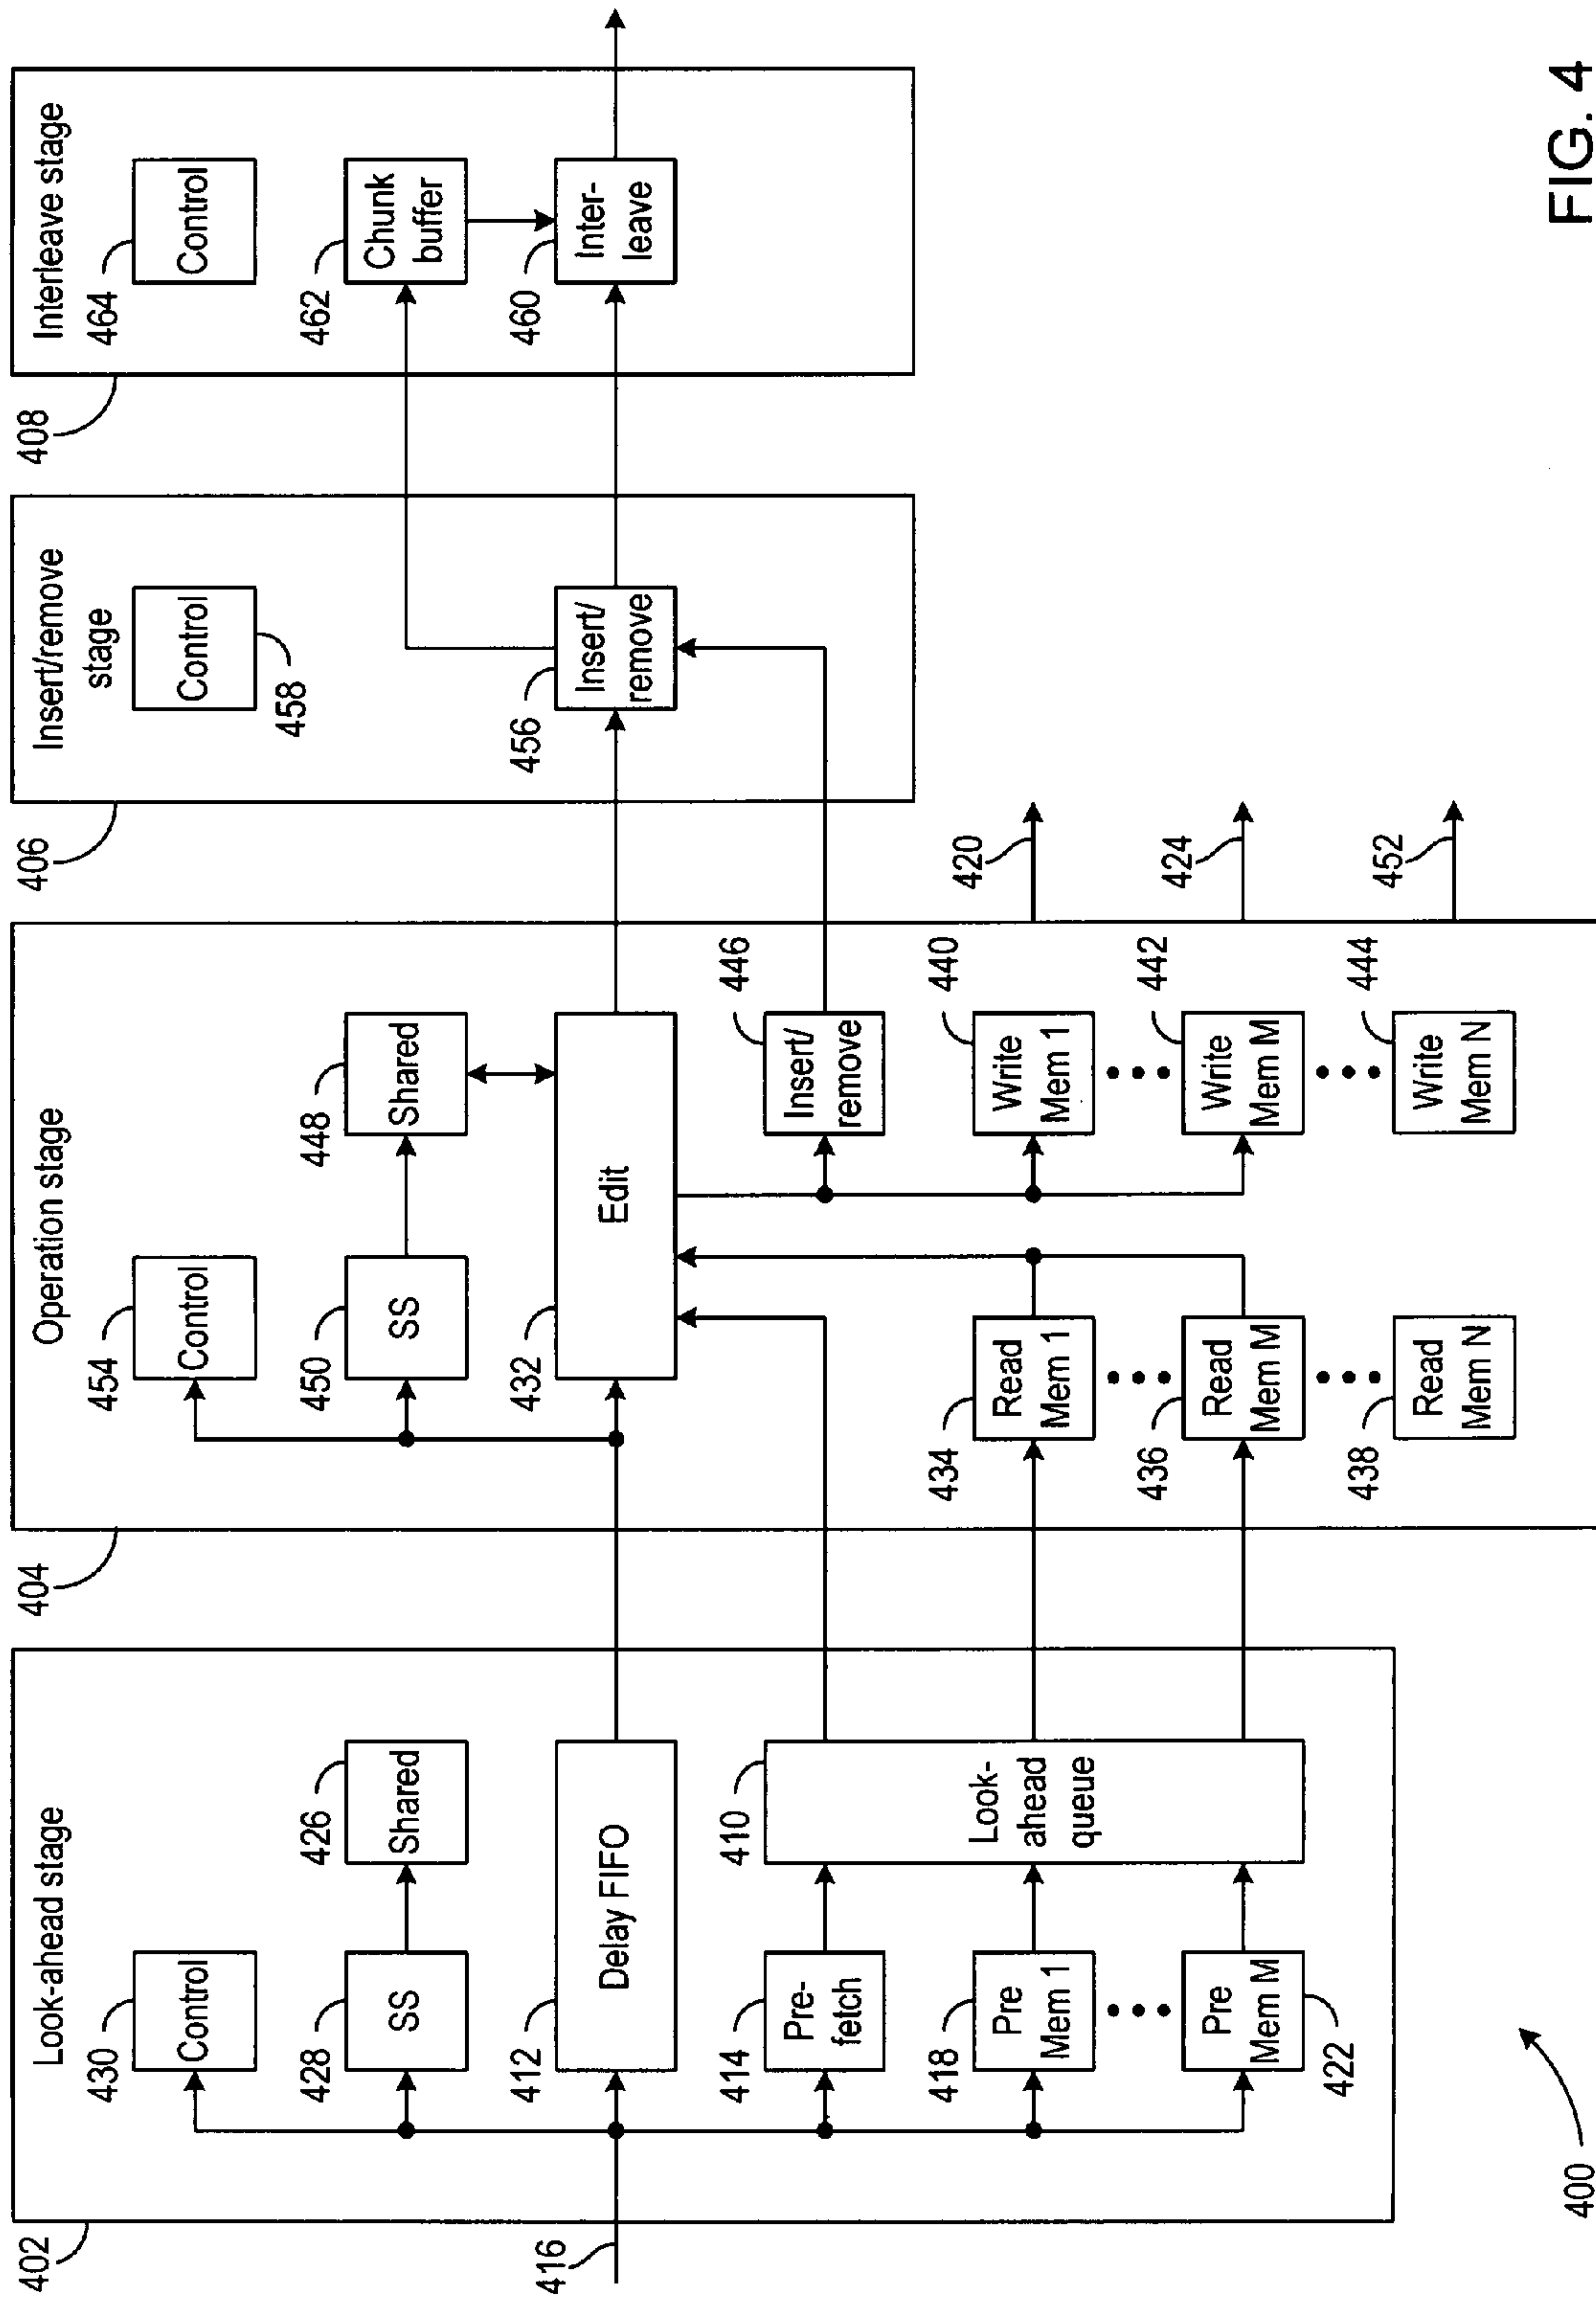 402
Look-ahead stage
430
Control
428
SS
426
Shared
416
412
Delay FIFO
414
Pre-
fetch
418
Pre
Mem 1
Pre
Mem M
422
410
Look-
ahead
queue
404
Operation stage
454
Control
450
SS
448
Shared
432
Edit
434
Read
Mem 1
436
Read
Mem M
438
Read
Mem N
446
Insert/
remove
440
Write
Mem 1
442
Write
Mem M
444
Write
Mem N
420
424
452
406
Insert/remove
stage
Control
458
456
Insert/
remove
408
Interleave stage
464
Control
462
Chunk
buffer
460
Inter-
leave
400
FIG. 4